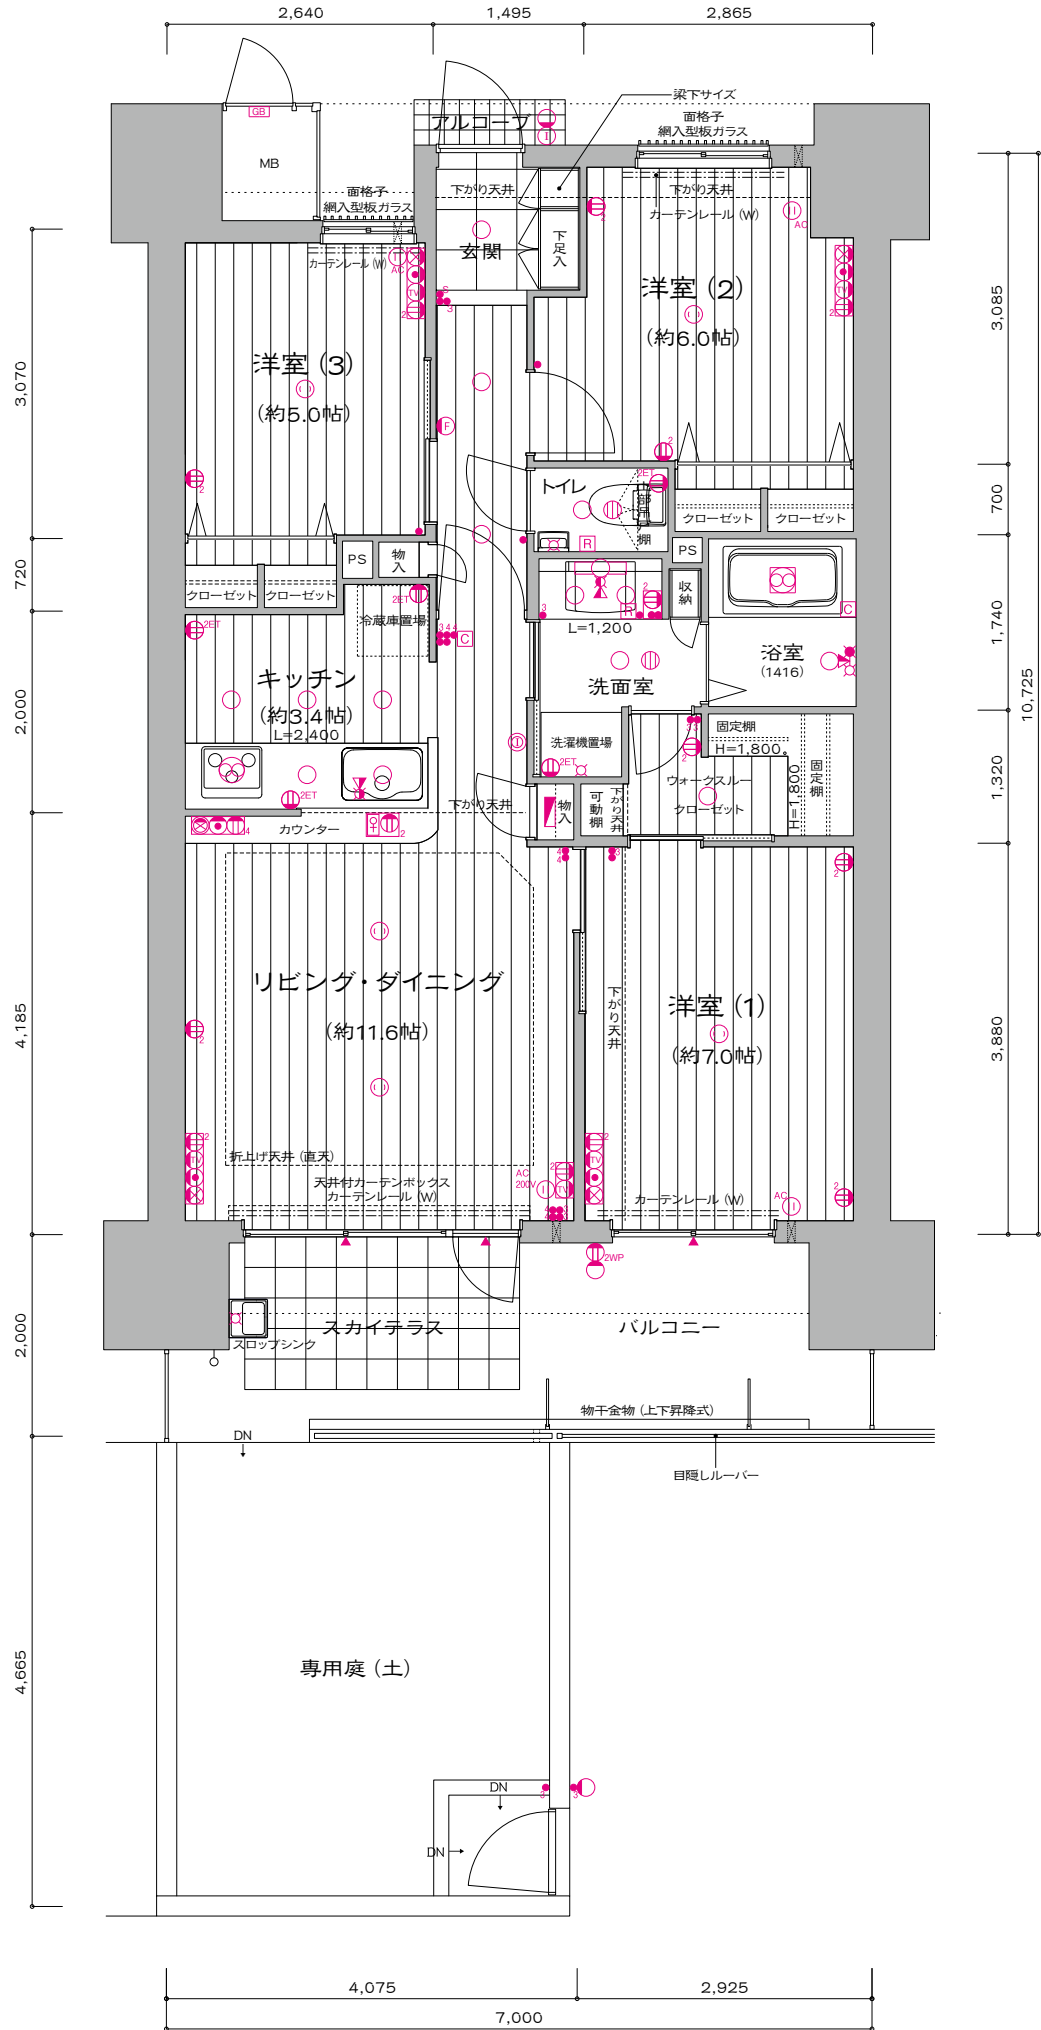 2,640
1,495
2,865
梁下サイズ
面格子
網入型板ガラス
アルコーブ
GB
MB
面格子
網入型板ガラス
下がり天井
下がり天井
カーテンレール (W)
カーテンレール (W)
AC
AC
玄関
下足入
洋室 (2)
(約6.0帖)
TV
TV
洋室 (3)
(約5.0帖)
F
3,070
3,085
10,725
トイレ
2ET
R
クローゼット
クローゼット
700
PS
物入
PS
収納
720
クローゼット
クローゼット
2ET
冷蔵庫置場
2ET
C
R
C
L=1,200
1,740
浴室
(1416)
洗面室
キッチン
(約3.4帖)
L=2,400
2,000
洗濯機置場
2ET
固定棚
H=1,800
固定棚
H=1,800
1,320
ウォークスルー
クローゼット
2ET
下がり天井
物入
可動棚
下がり天井
カウンター
リビング・ダイニング
(約11.6帖)
下がり天井
洋室 (1)
(約7.0帖)
4,185
3,880
TV
折上げ天井 (直天)
天井付カーテンボックス
カーテンレール (W)
AC
200V
TV
TV
カーテンレール (W)
AC
2WP
スカイテラス
バルコニー
スロップシンク
2,000
物干金物 (上下昇降式)
DN
目隠しルーバー
専用庭 (土)
4,665
DN
DN
4,075
2,925
7,000